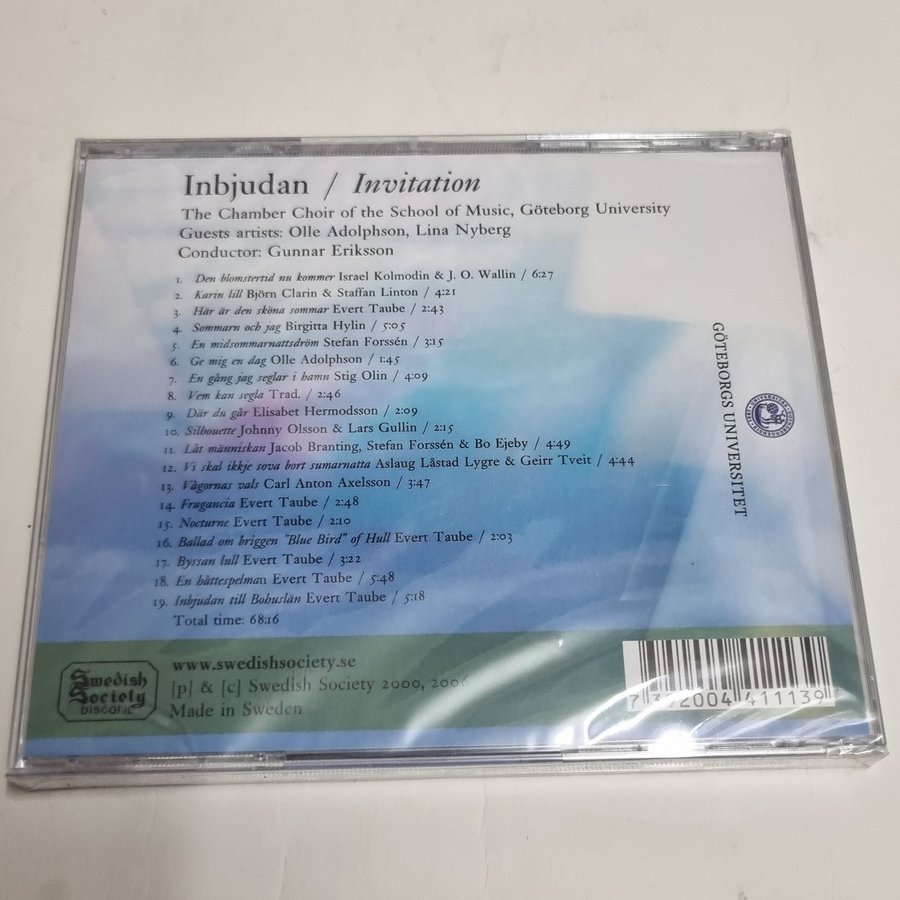 Inbjudan / Invitation
The Chamber Choir of the School of Music, Göteborg University
Guests artists: Olle Adolphson, Lina Nyberg
Conductor: Gunnar Eriksson
1. Den blomstertid nu kommer Israel Kolmodin & J. O. Wallin / 6:27
2. Karin lill Björn Clarin & Staffan Linton / 4:21
3. Här är den sköna sommar Evert Taube / 2:43
4. Sommarn och jag Birgitta Hylin / 5:05
5. En midsommarnattsdröm Stefan Forssén / 3:15
6. Ge mig en dag Olle Adolphson / 1:45
7. En gång jag seglar i hamn Stig Olin / 4:09
8. Vem kan segla Trad. / 2:46
9. Där du går Elisabet Hermodsson / 2:09
10. Silhouette Johnny Olsson & Lars Gullin / 2:15
11. Låt människan Jacob Branting, Stefan Forssén & Bo Ejeby / 4:49
12. Vi skal ikkje sova bort sumarnatta Aslaug Låstad Lygre & Geirr Tveit / 4:44
13. Vågornas vals Carl Anton Axelsson / 3:47
14. Fragancia Evert Taube / 2:48
15. Nocturne Evert Taube / 2:10
16. Ballad om briggen "Blue Bird" of Hull Evert Taube / 2:03
17. Byssan lull Evert Taube / 3:22
18. En båttespelman Evert Taube / 5:48
19. Inbjudan till Bohuslän Evert Taube / 5:18
Total time: 68:16
GÖTEBORGS UNIVERSITET
Swedish
Society
DISCOFIL
www.swedishsociety.se
[p] & [c] Swedish Society 2000, 2006
Made in Sweden
7 392004 411139